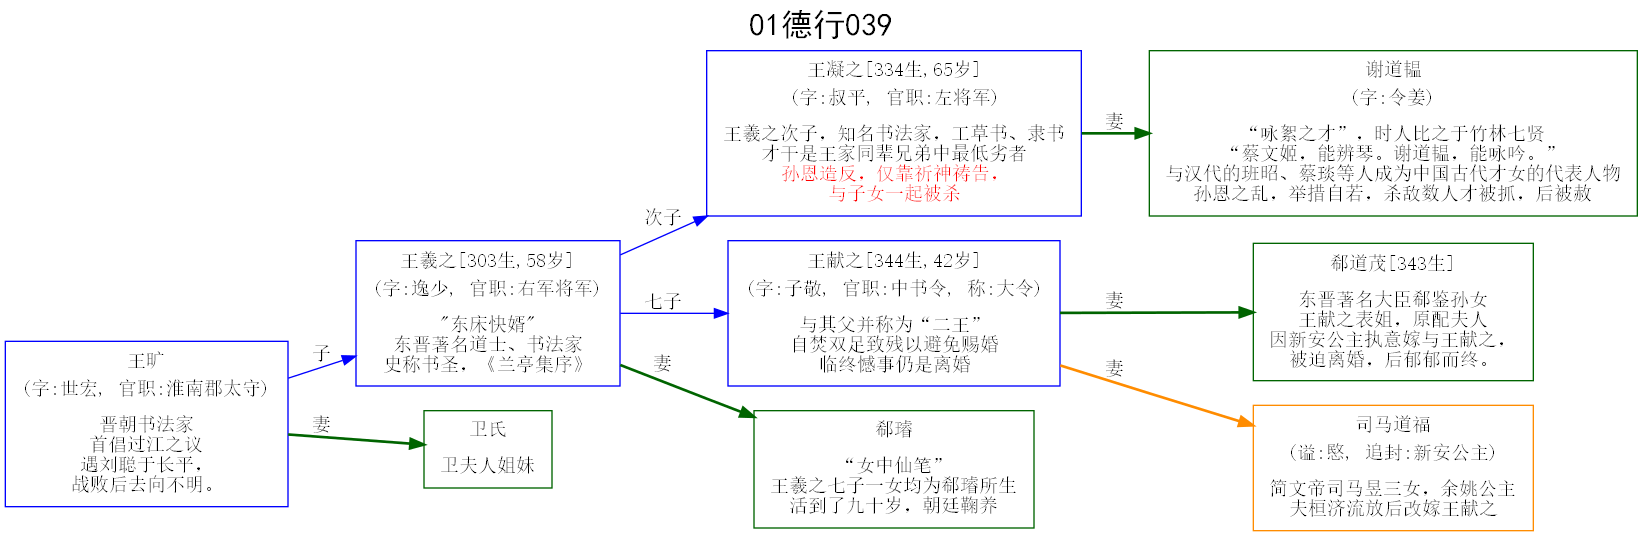 01德行039
王凝之[334生,65岁]
(字:叔平, 官职:左将军)
王羲之次子，知名书法家，工草书、隶书
才干是王家同辈兄弟中最低劣者
孙恩造反，仅靠祈神祷告，
与子女一起被杀
妻
谢道韫
(字:令姜)
“咏絮之才”，时人比之于竹林七贤
“蔡文姬，能辨琴。谢道韫，能咏吟。”
与汉代的班昭、蔡琰等人成为中国古代才女的代表人物
孙恩之乱，举措自若，杀敌数人才被抓，后被赦
次子
王羲之[303生,58岁]
(字:逸少, 官职:右军将军)
"东床快婿"
东晋著名道士、书法家
史称书圣，《兰亭集序》
七子
王献之[344生,42岁]
(字:子敬, 官职:中书令, 称:大令)
与其父并称为“二王”
自焚双足致残以避免赐婚
临终憾事仍是离婚
妻
郗道茂[343生]
东晋著名大臣郗鉴孙女
王献之表姐，原配夫人
因新安公主执意嫁与王献之，
被迫离婚，后郁郁而终。
王旷
(字:世宏, 官职:淮南郡太守)
晋朝书法家
首倡过江之议
遇刘聪于长平，
战败后去向不明。
子
妻
卫氏
卫夫人姐妹
妻
郗璿
“女中仙笔”
王羲之七子一女均为郗璿所生
活到了九十岁，朝廷鞠养
妻
司马道福
(谥:愍, 追封:新安公主)
简文帝司马昱三女，余姚公主
夫桓济流放后改嫁王献之